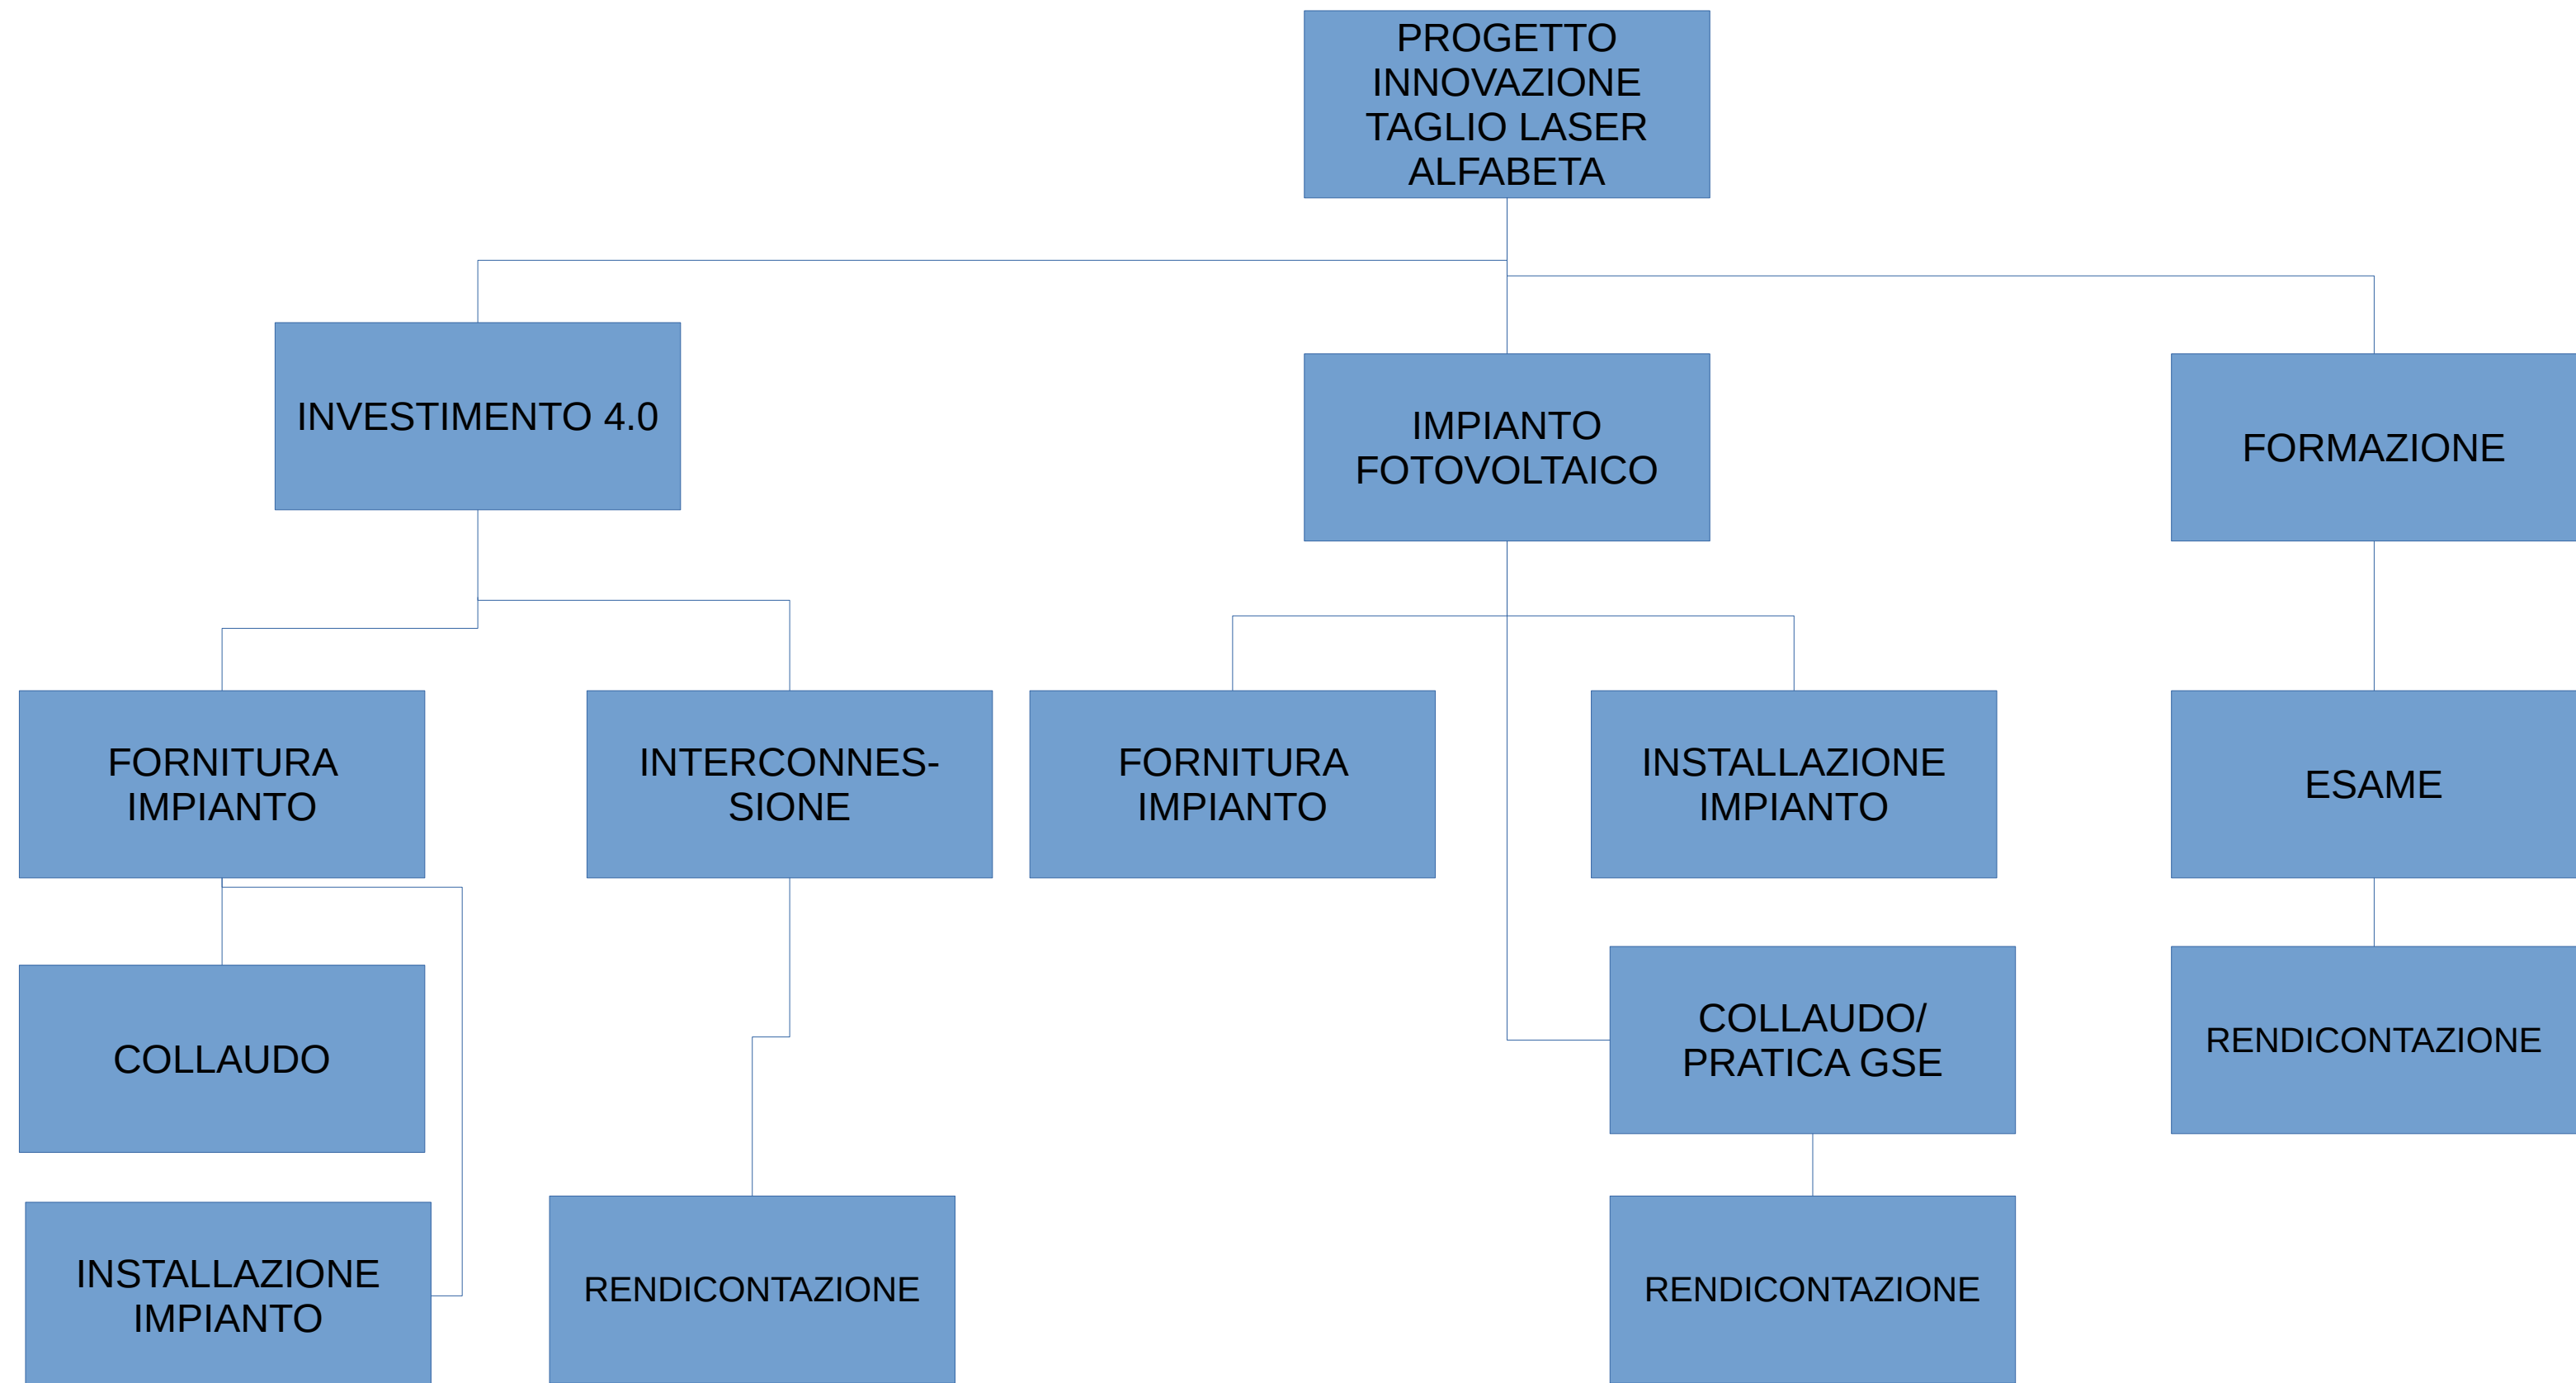 PROGETTO
INNOVAZIONE
TAGLIO LASER
ALFABETA
INVESTIMENTO 4.0
IMPIANTO
FOTOVOLTAICO
FORMAZIONE
FORNITURA
IMPIANTO
INTERCONNES-
SIONE
FORNITURA
IMPIANTO
INSTALLAZIONE
IMPIANTO
ESAME
COLLAUDO
COLLAUDO/
PRATICA GSE
RENDICONTAZIONE
INSTALLAZIONE
IMPIANTO
RENDICONTAZIONE
RENDICONTAZIONE